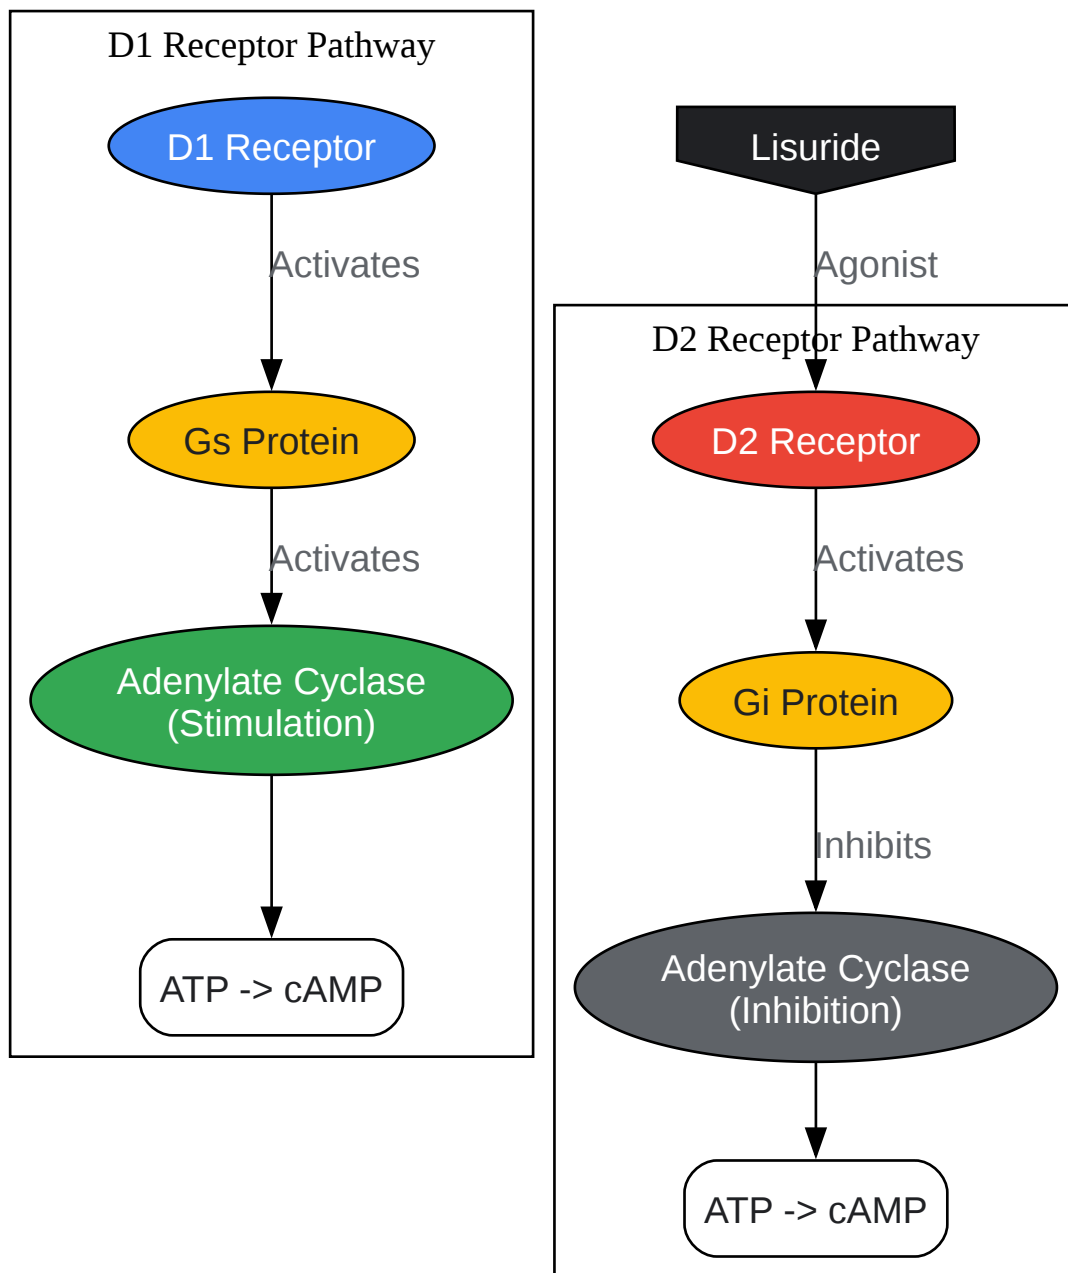 D1 Receptor Pathway
D1 Receptor
Activates
Gs Protein
Activates
Adenylate Cyclase
(Stimulation)
ATP -> cAMP
Lisuride
Agonist
D2 Receptor Pathway
D2 Receptor
Activates
Gi Protein
Inhibits
Adenylate Cyclase
(Inhibition)
ATP -> cAMP